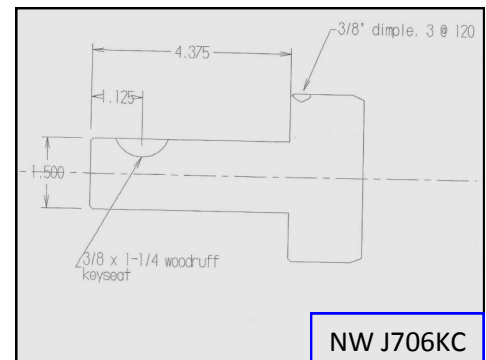 3/8" dimple. 3 @ 120
4.375
1.125
1.500
3/8 x 1-1/4 woodruff
keyseat
NW J706KC